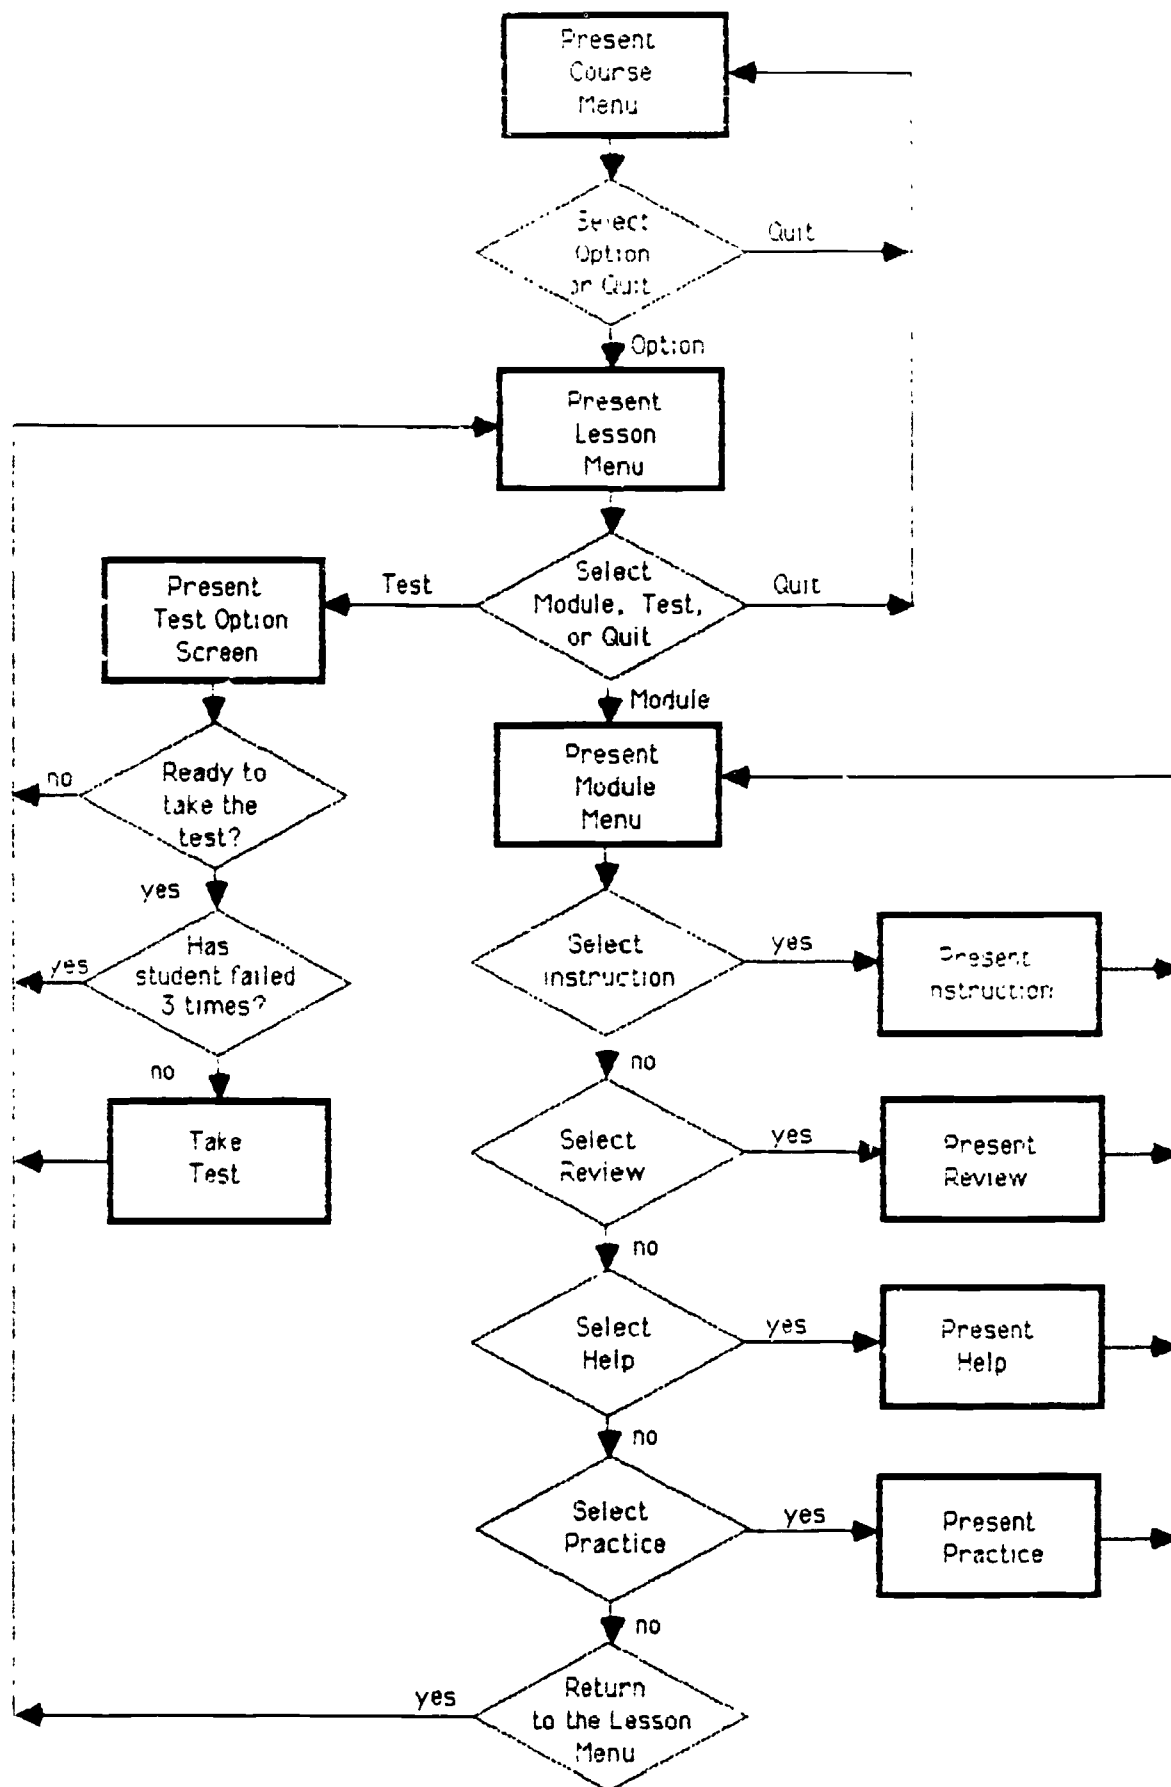 Present
Course
Menu
Select
Option
or Quit
Quit
Option
Present
Lesson
Menu
Select
Module, Test,
or Quit
Test
Quit
Present
Test Option
Screen
Module
Ready to
take the
test?
no
yes
Present
Module
Menu
Has
student failed
3 times?
yes
no
Select
instruction
yes
Present
Instruction
no
Take
Test
Select
Review
yes
Present
Review
no
Select
Help
yes
Present
Help
no
Select
Practice
yes
Present
Practice
no
Return
to the Lesson
Menu
yes